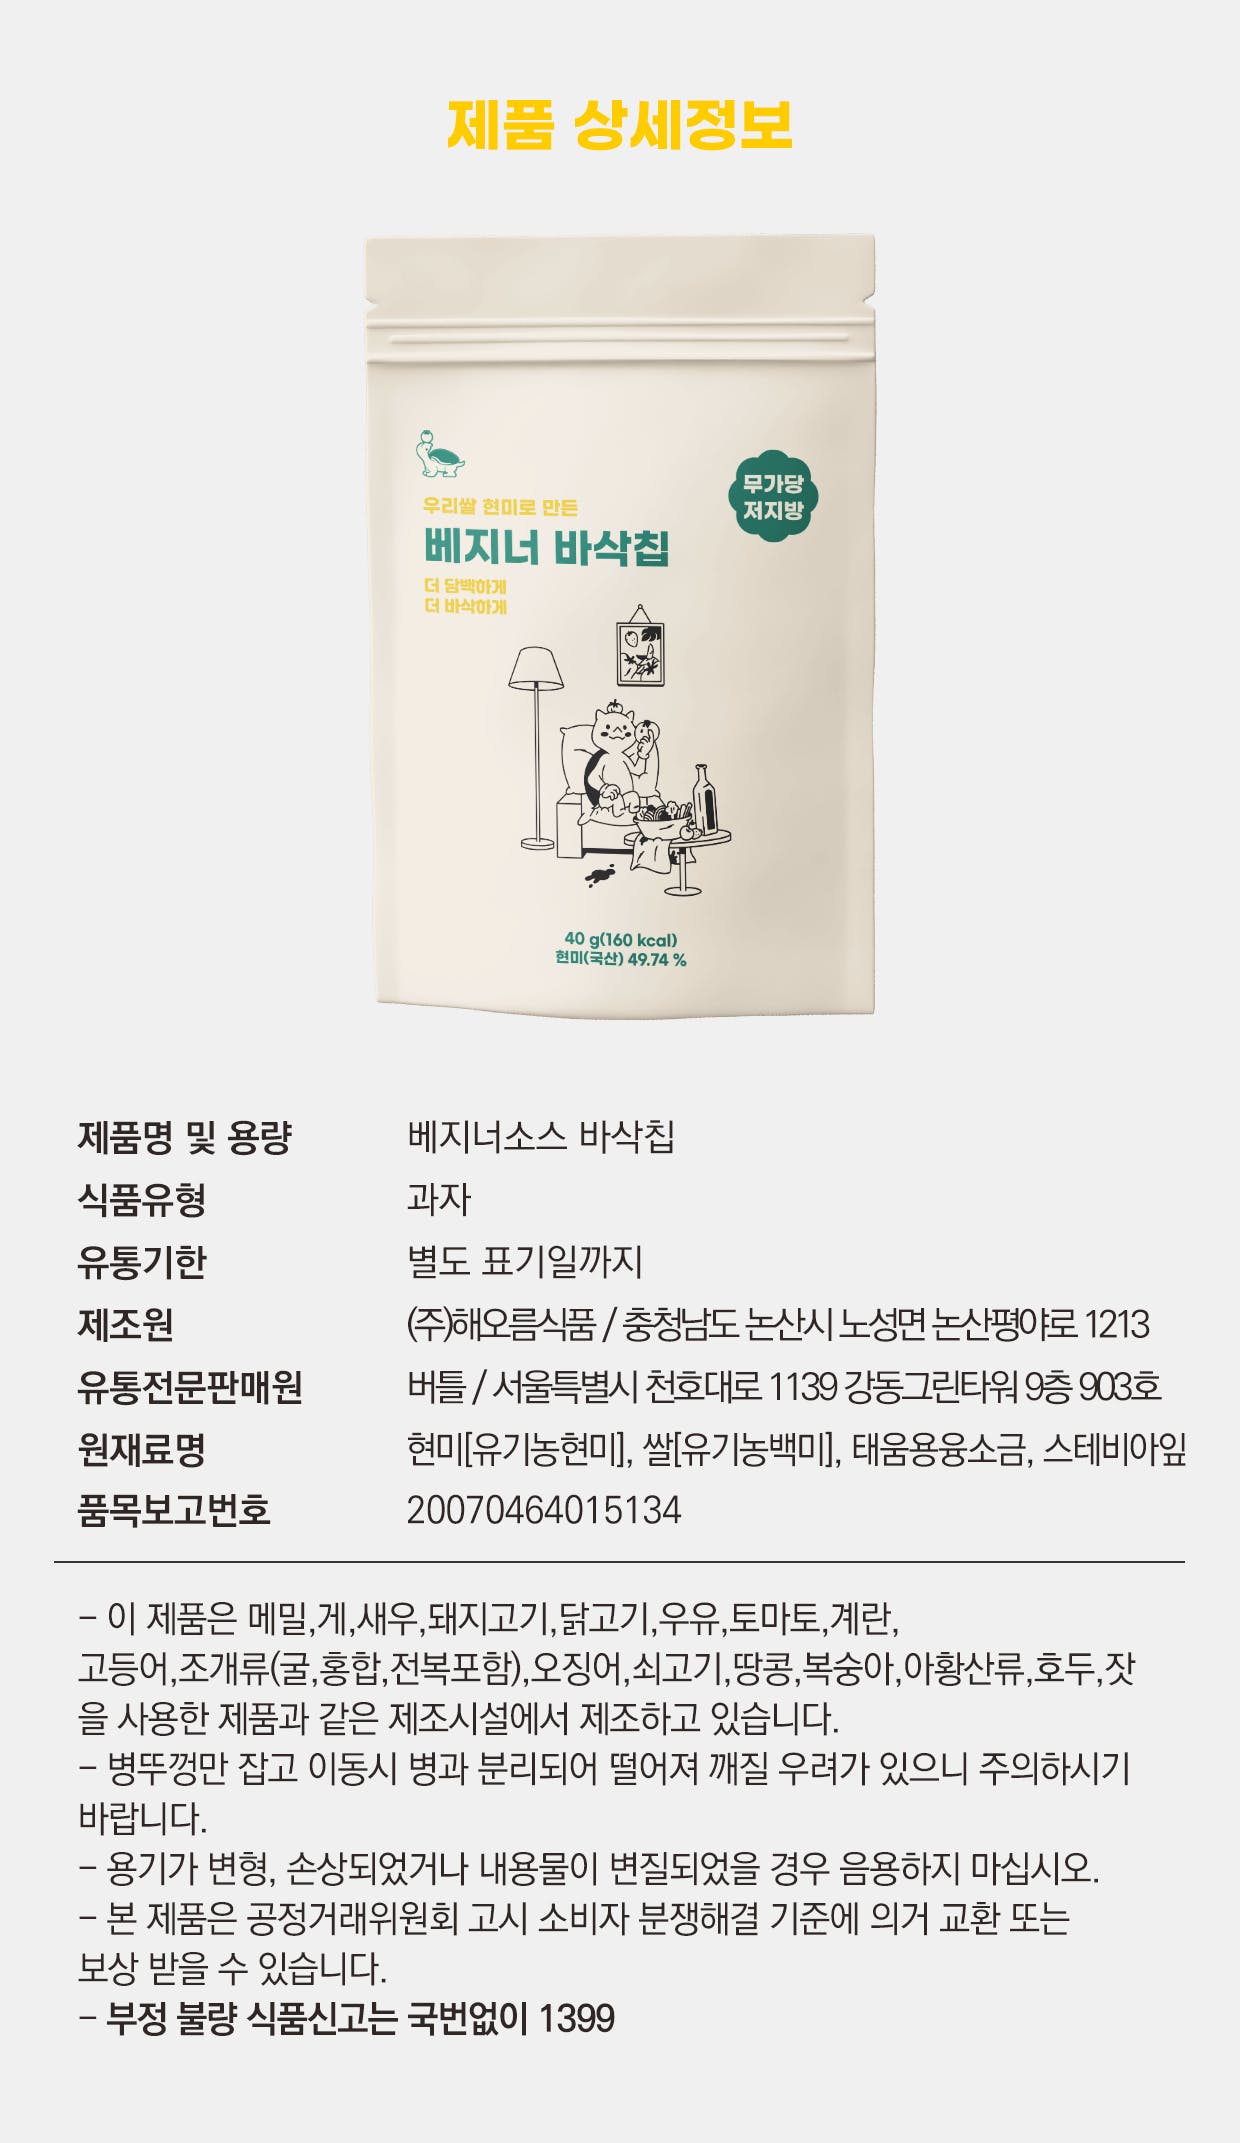 제품 상세정보
우리쌀 현미로 만든
베지너 바삭칩
더 담백하게
더 바삭하게
무가당
저지방
40 g(160 kcal)
현미(국산) 49.74 %
제품명 및 용량 베지너소스 바삭칩
식품유형 과자
유통기한 별도 표기일까지
제조원 (주)해오름식품 / 충청남도 논산시 노성면 논산평야로 1213
유통전문판매원 버틀 / 서울특별시 천호대로 1139 강동그린타워 9층 903호
원재료명 현미[유기농현미], 쌀[유기농백미], 태움용융소금, 스테비아잎
품목보고번호 20070464015134
- 이 제품은 메밀,게,새우,돼지고기,닭고기,우유,토마토,계란,
고등어,조개류(굴,홍합,전복포함),오징어,쇠고기,땅콩,복숭아,아황산류,호두,잣
을 사용한 제품과 같은 제조시설에서 제조하고 있습니다.
- 병뚜껑만 잡고 이동시 병과 분리되어 떨어져 깨질 우려가 있으니 주의하시기
바랍니다.
- 용기가 변형, 손상되었거나 내용물이 변질되었을 경우 음용하지 마십시오.
- 본 제품은 공정거래위원회 고시 소비자 분쟁해결 기준에 의거 교환 또는
보상 받을 수 있습니다.
- 부정 불량 식품신고는 국번없이 1399